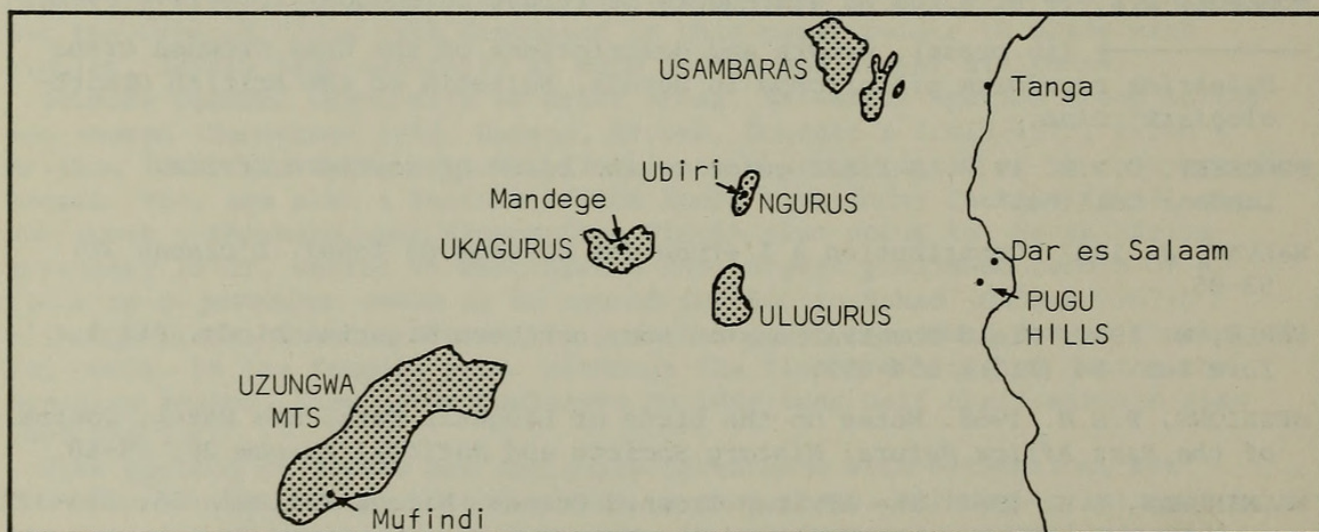 USAMBARAS
Tanga
Ubiri
Mandege
NGURUS
UKAGURUS
Dar es Salaam
PUGU
HILLS
ULUGURUS
UZUNGWA
MTS
Mufindi